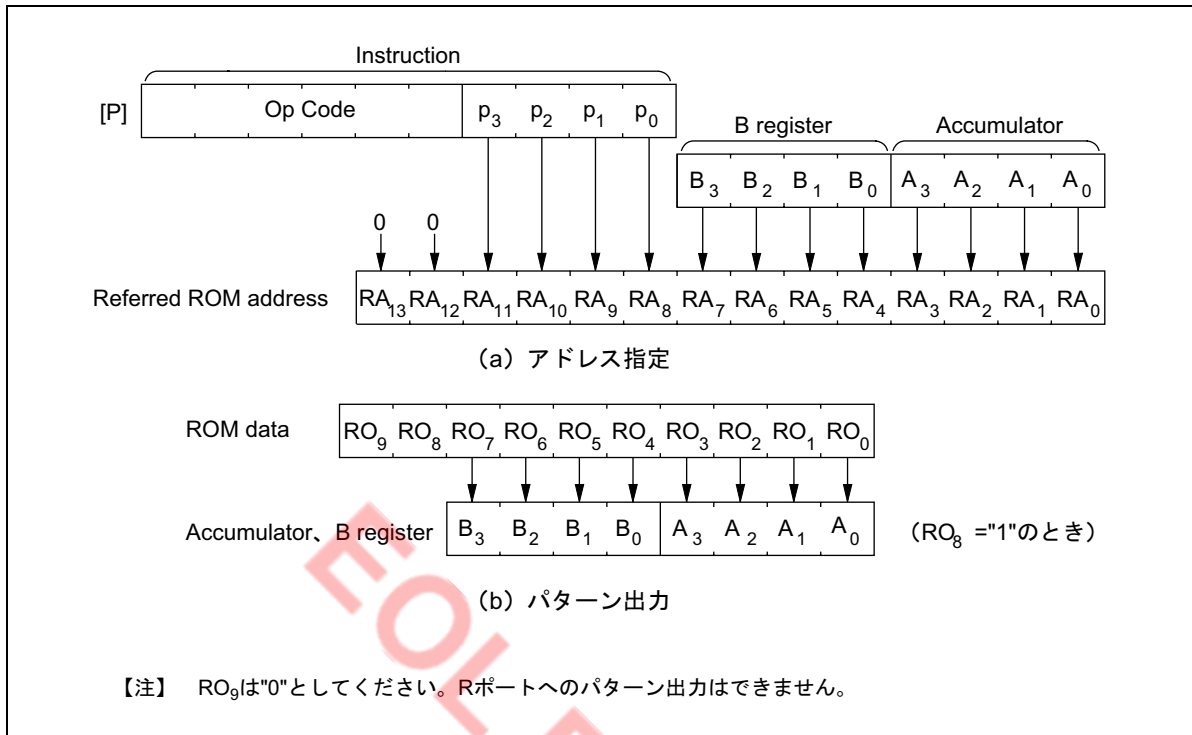 Instruction
[P] Op Code p3 p2 p1 p0
B register Accumulator
B3 B2 B1 B0 A3 A2 A1 A0
0 0
Referred ROM address RA13 RA12 RA11 RA10 RA9 RA8 RA7 RA6 RA5 RA4 RA3 RA2 RA1 RA0
（a）アドレス指定
ROM data RO9 RO8 RO7 RO6 RO5 RO4 RO3 RO2 RO1 RO0
Accumulator、B register B3 B2 B1 B0 A3 A2 A1 A0 （RO8 ="1"のとき）
（b）パターン出力
【注】 RO9は"0"としてください。Rポートへのパターン出力はできません。
EOL